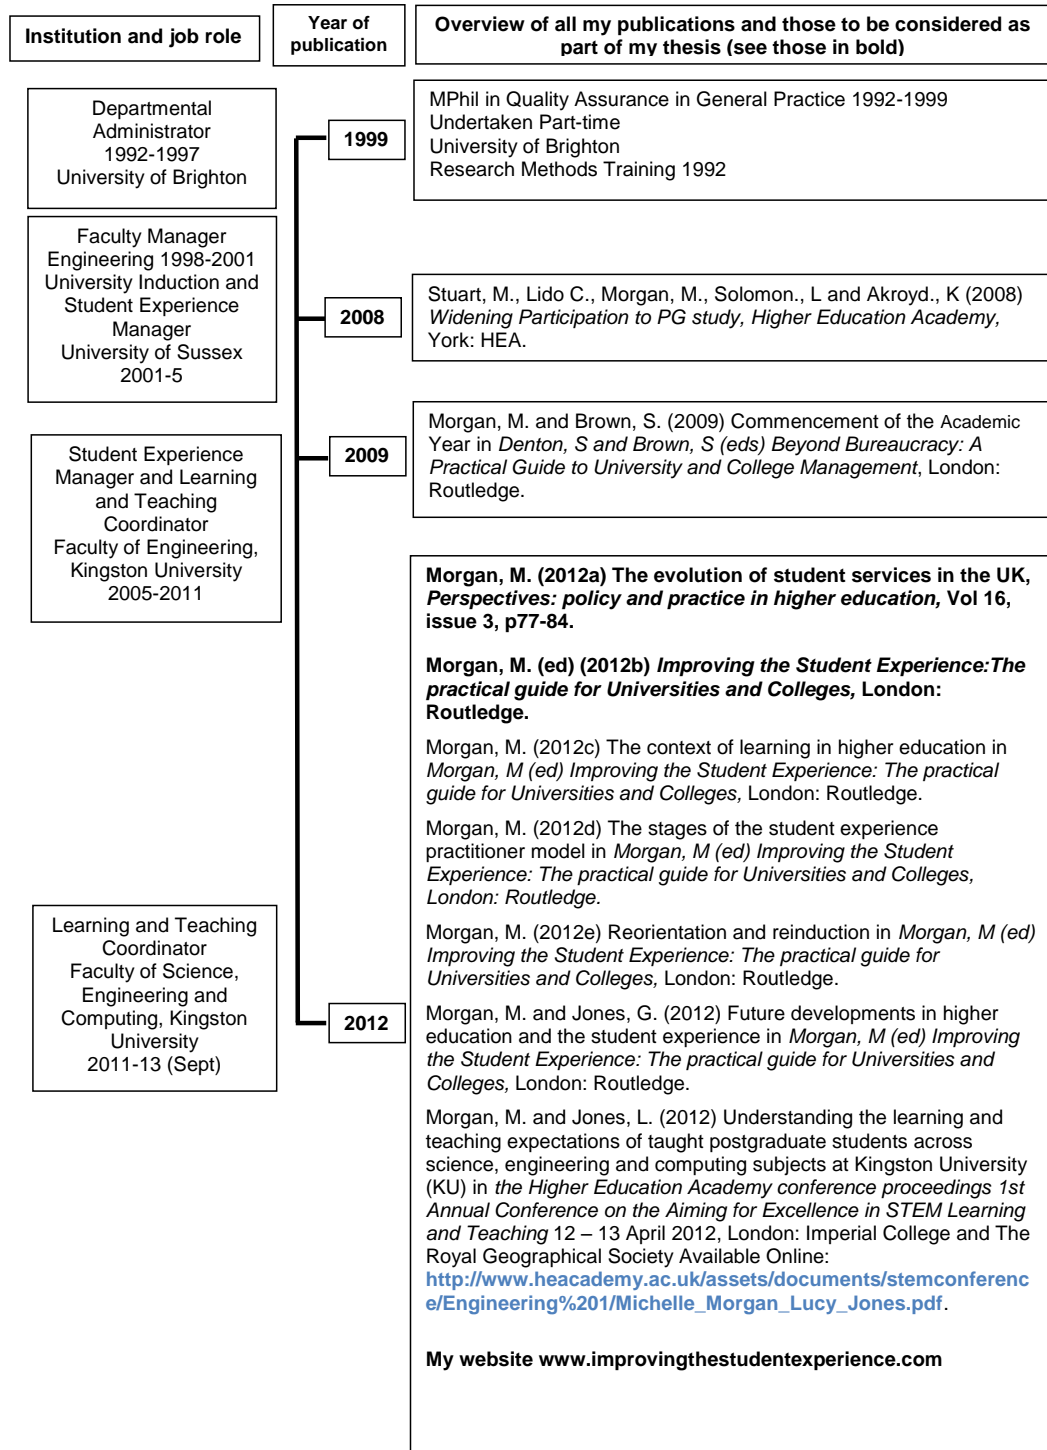 Institution and job role
Year of
publication
Overview of all my publications and those to be considered as
part of my thesis (see those in bold)
Departmental
Administrator
1992-1997
University of Brighton
1999
MPhil in Quality Assurance in General Practice 1992-1999
Undertaken Part-time
University of Brighton
Research Methods Training 1992
Faculty Manager
Engineering 1998-2001
University Induction and
Student Experience
Manager
University of Sussex
2001-5
2008
Stuart, M., Lido C., Morgan, M., Solomon., L and Akroyd., K (2008)
Widening Participation to PG study, Higher Education Academy,
York: HEA.
Student Experience
Manager and Learning
and Teaching
Coordinator
Faculty of Engineering,
Kingston University
2005-2011
2009
Morgan, M. and Brown, S. (2009) Commencement of the Academic
Year in Denton, S and Brown, S (eds) Beyond Bureaucracy: A
Practical Guide to University and College Management, London:
Routledge.
Learning and Teaching
Coordinator
Faculty of Science,
Engineering and
Computing, Kingston
University
2011-13 (Sept)
2012
Morgan, M. (2012a) The evolution of student services in the UK,
Perspectives: policy and practice in higher education, Vol 16,
issue 3, p77-84.
Morgan, M. (ed) (2012b) Improving the Student Experience:The
practical guide for Universities and Colleges, London:
Routledge.
Morgan, M. (2012c) The context of learning in higher education in
Morgan, M (ed) Improving the Student Experience: The practical
guide for Universities and Colleges, London: Routledge.
Morgan, M. (2012d) The stages of the student experience
practitioner model in Morgan, M (ed) Improving the Student
Experience: The practical guide for Universities and Colleges,
London: Routledge.
Morgan, M. (2012e) Reorientation and reinduction in Morgan, M (ed)
Improving the Student Experience: The practical guide for
Universities and Colleges, London: Routledge.
Morgan, M. and Jones, G. (2012) Future developments in higher
education and the student experience in Morgan, M (ed) Improving
the Student Experience: The practical guide for Universities and
Colleges, London: Routledge.
Morgan, M. and Jones, L. (2012) Understanding the learning and
teaching expectations of taught postgraduate students across
science, engineering and computing subjects at Kingston University
(KU) in the Higher Education Academy conference proceedings 1st
Annual Conference on the Aiming for Excellence in STEM Learning
and Teaching 12 – 13 April 2012, London: Imperial College and The
Royal Geographical Society Available Online:
http://www.heacademy.ac.uk/assets/documents/stemconferenc
e/Engineering%201/Michelle_Morgan_Lucy_Jones.pdf.
My website www.improvingthestudentexperience.com